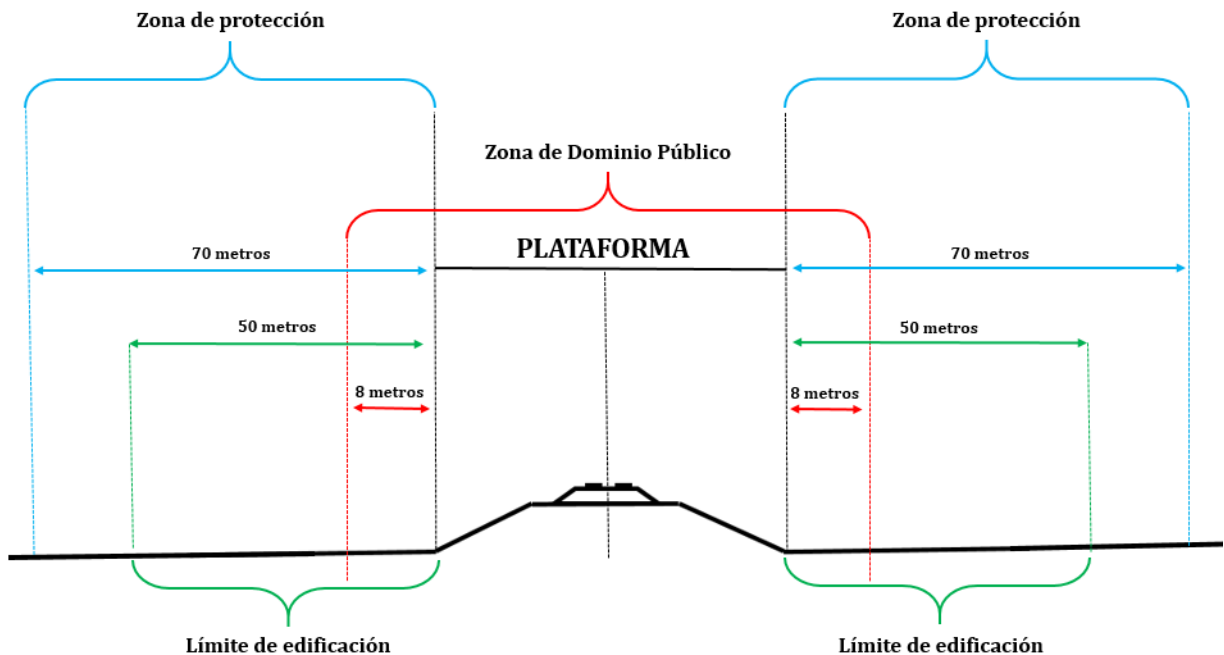 Zona de protección
Zona de protección
Zona de Dominio Público
PLATAFORMA
70 metros
70 metros
50 metros
50 metros
8 metros
8 metros
Límite de edificación
Límite de edificación